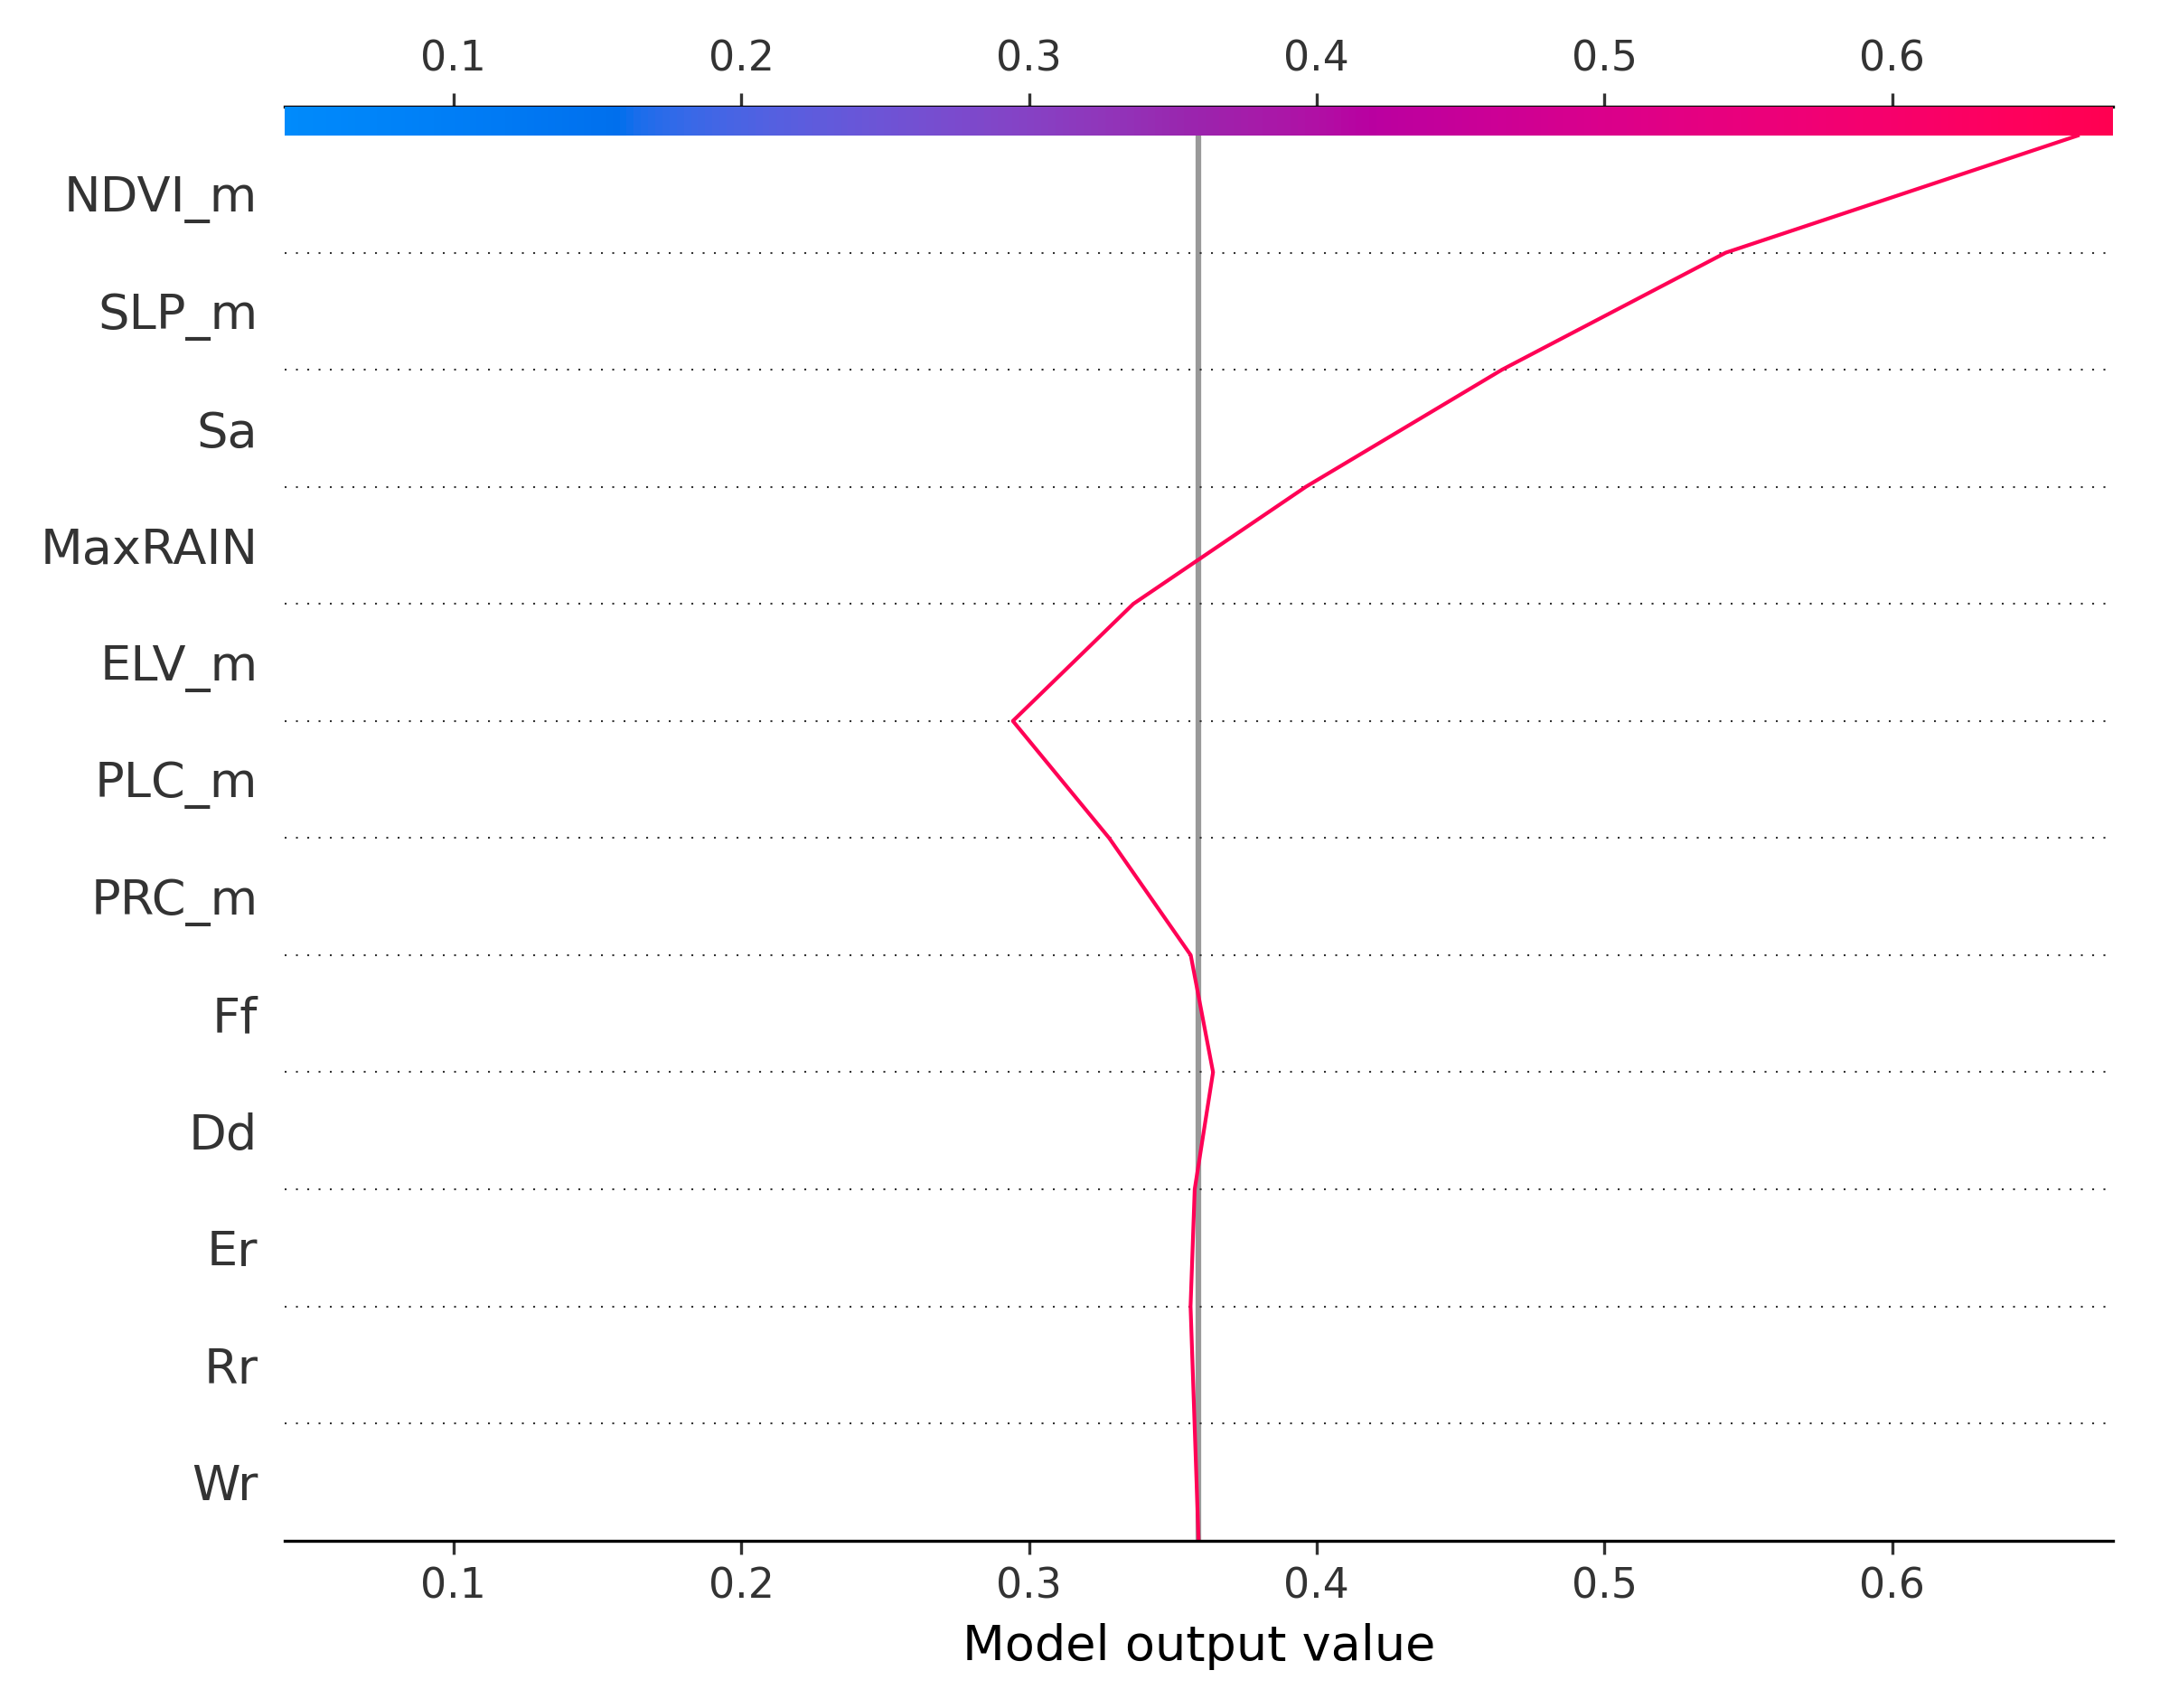 0.1 0.2 0.3 0.4 0.5 0.6
NDVI_m
SLP_m
Sa
MaxRAIN
ELV_m
PLC_m
PRC_m
Ff
Dd
Er
Rr
Wr
0.1 0.2 0.3 0.4 0.5 0.6
Model output value